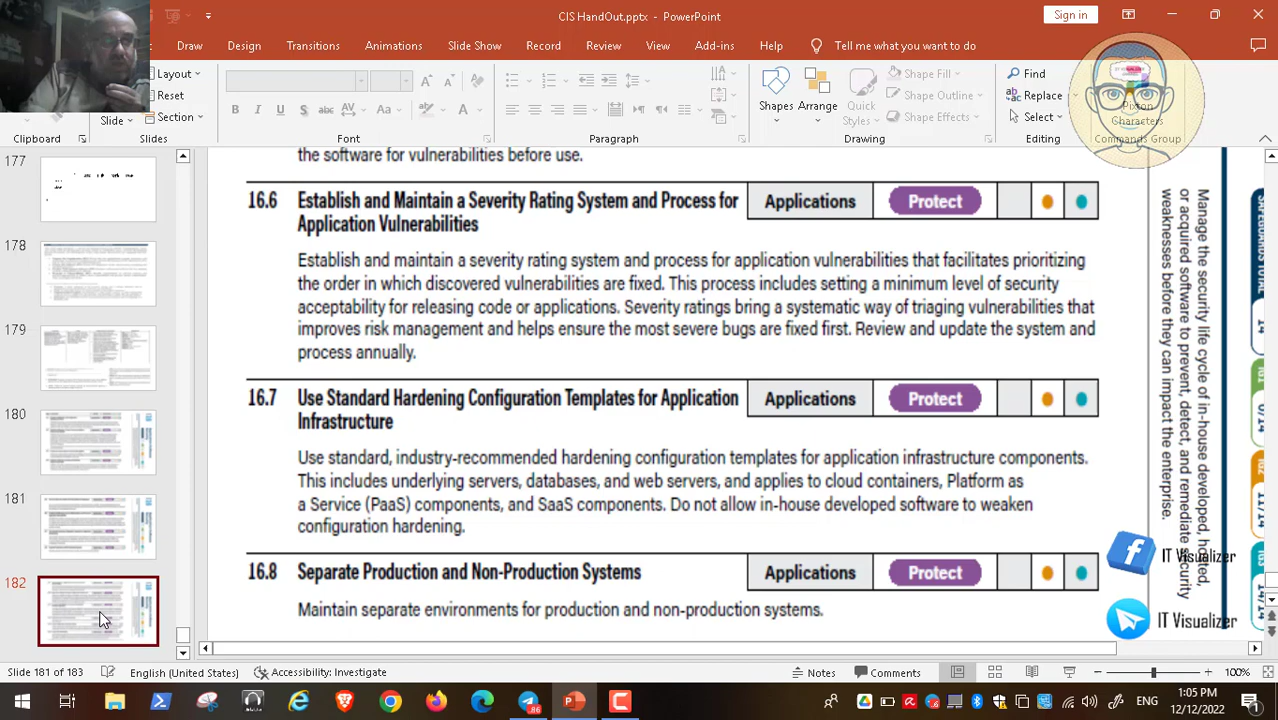 CIS HandOut.pptx - PowerPoint
Sign in
Draw Design Transitions Animations Slide Show Record Review View Add-ins Help Tell me what you want to do
Layout
Reset
Slide
Section
Clipboard
Slides
B I U S abc AV Aa
Font
Paragraph
Shapes Arrange Quick Styles
Shape Fill
Shape Outline
Shape Effects
Drawing
Find
Replace
Select
Editing
Pixton
Characters
Commands Group
177
178
179
180
181
182
the software for vulnerabilities before use.
16.6 Establish and Maintain a Severity Rating System and Process for Applications Protect
Application Vulnerabilities
Establish and maintain a severity rating system and process for application vulnerabilities that facilitates prioritizing
the order in which discovered vulnerabilities are fixed. This process includes setting a minimum level of security
acceptability for releasing code or applications. Severity ratings bring a systematic way of triaging vulnerabilities that
improves risk management and helps ensure the most severe bugs are fixed first. Review and update the system and
process annually.
16.7 Use Standard Hardening Configuration Templates for Application Applications Protect
Infrastructure
Use standard, industry-recommended hardening configuration templates for application infrastructure components.
This includes underlying servers, databases, and web servers, and applies to cloud containers, Platform as
a Service (PaaS) components, and SaaS components. Do not allow in-house developed software to weaken
configuration hardening.
16.8 Separate Production and Non-Production Systems Applications Protect
Maintain separate environments for production and non-production systems.
Manage the security life cycle of in-house developed, hosted,
or acquired software to prevent, detect, and remediate security
weaknesses before they can impact the enterprise.
IT Visualizer
IT Visualizer
Slide 181 of 183 English (United States) Accessibility: Investigate Notes Comments 100%
86
ENG
1:05 PM
12/12/2022